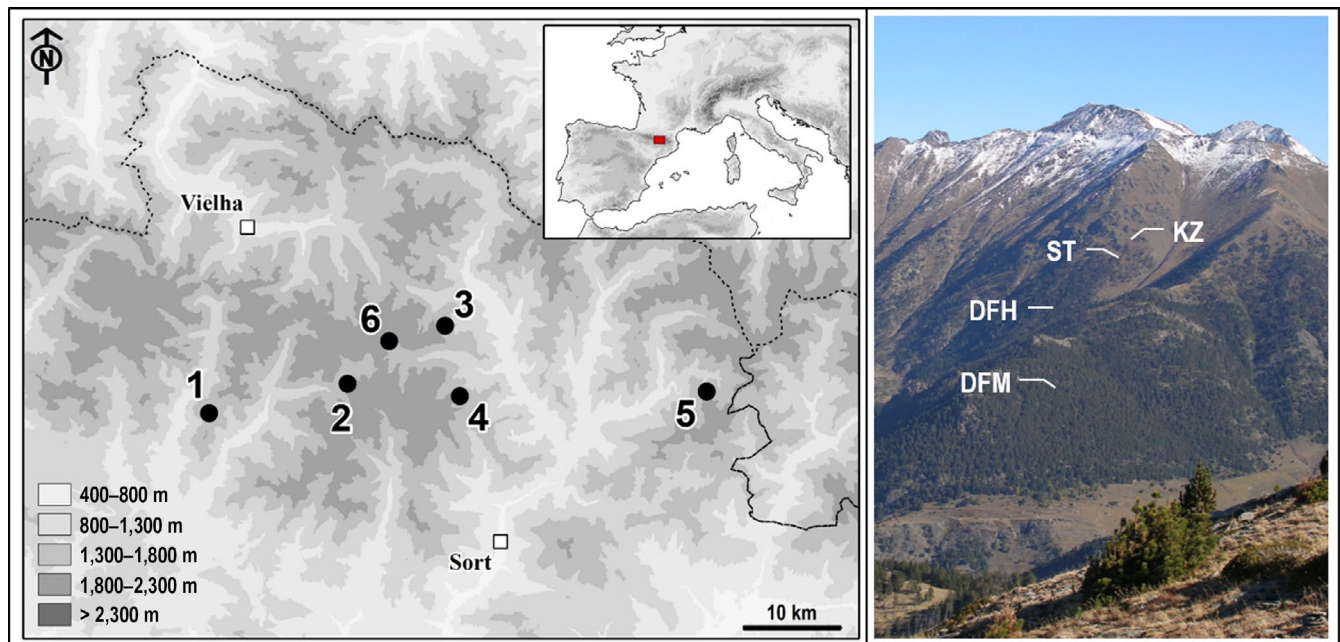 N
Vielha
1
2
3
4
5
6
Sort
400–800 m
800–1,300 m
1,300–1,800 m
1,800–2,300 m
> 2,300 m
10 km
KZ
ST
DFH
DFM